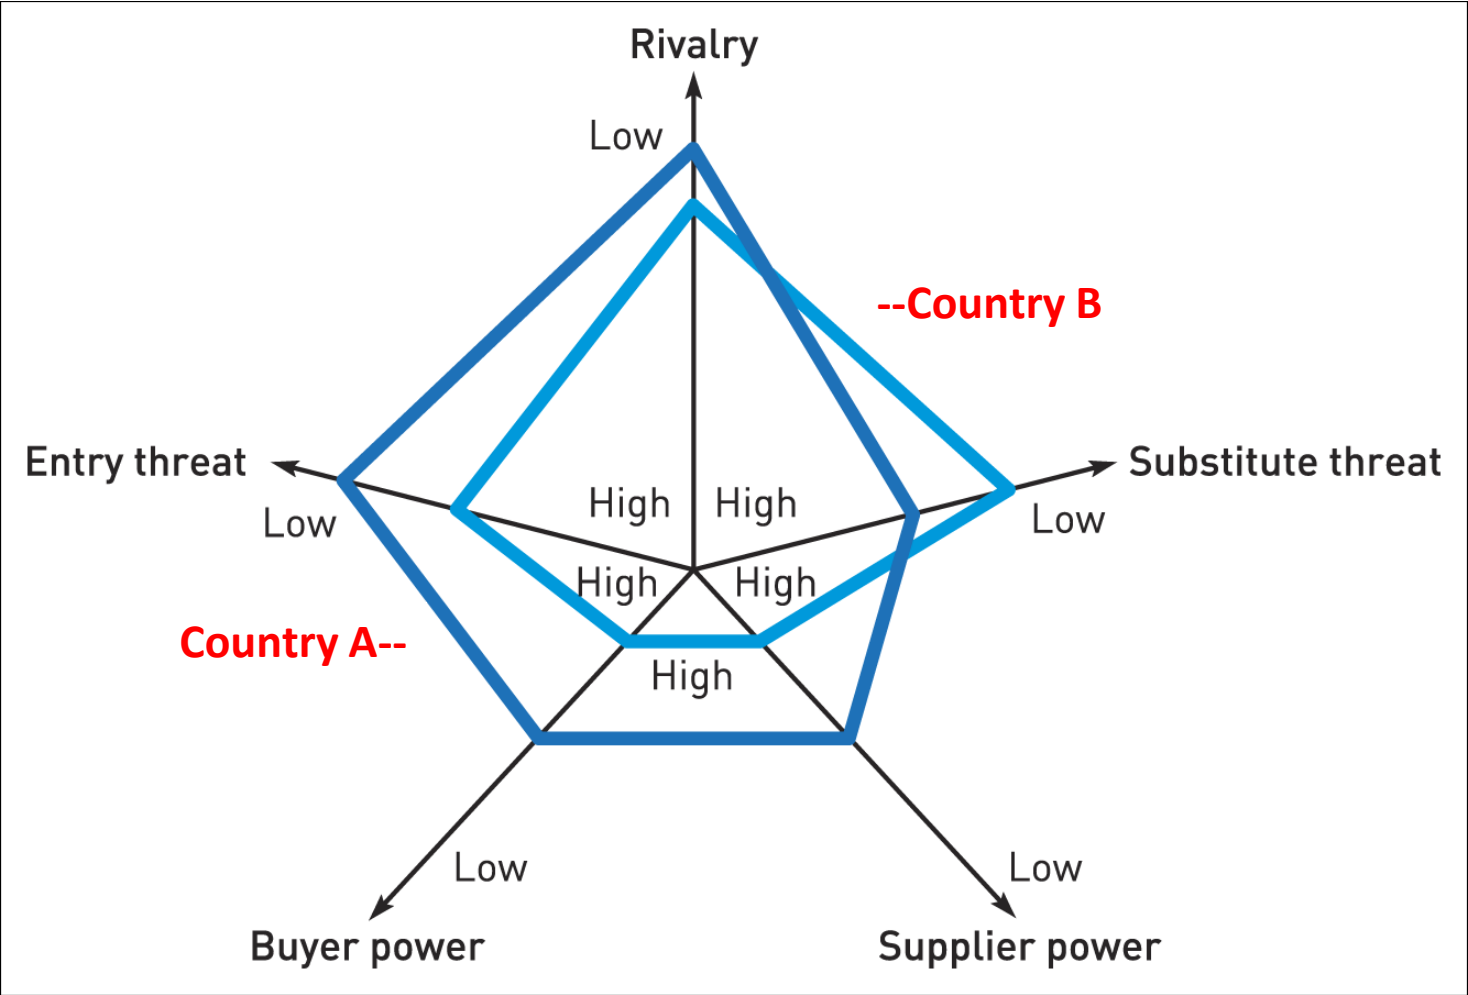 Rivalry
Low
--Country B
Entry threat
Substitute threat
High
High
Low
Low
High
High
Country A--
High
Low
Low
Buyer power
Supplier power